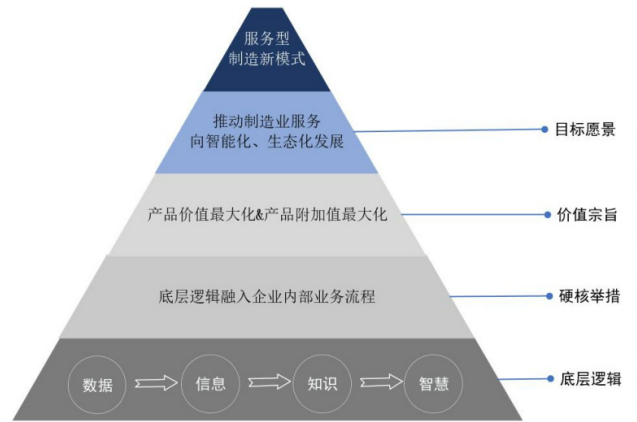 服务型
制造新模式
推动制造业服务
向智能化、生态化发展
目标愿景
产品价值最大化&产品附加值最大化
价值宗旨
底层逻辑融入企业内部业务流程
硬核举措
数据
信息
知识
智慧
底层逻辑